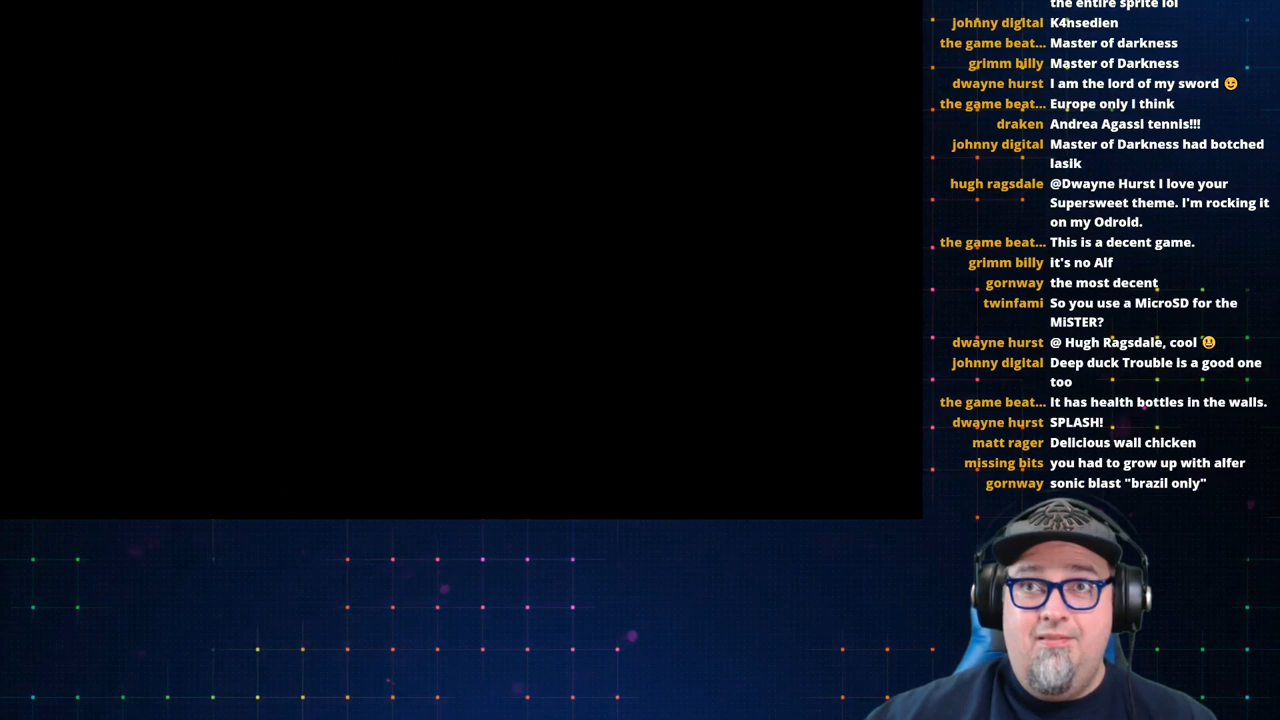 the entire sprite lol
johnny digital K4nsedien
the game beat... Master of darkness
grimm billy Master of Darkness
dwayne hurst I am the lord of my sword 😉
the game beat... Europe only I think
draken Andrea Agassi tennis!!!
johnny digital Master of Darkness had botched
lasik
hugh ragsdale @Dwayne Hurst I love your
Supersweet theme. I'm rocking it
on my Odroid.
the game beat... This is a decent game.
grimm billy it's no Alf
gornway the most decent
twinfami So you use a MicroSD for the
MiSTER?
dwayne hurst @ Hugh Ragsdale, cool 😃
johnny digital Deep duck Trouble is a good one
too
the game beat... It has health bottles in the walls.
dwayne hurst SPLASH!
matt rager Delicious wall chicken
missing bits you had to grow up with alfer
gornway sonic blast "brazil only"